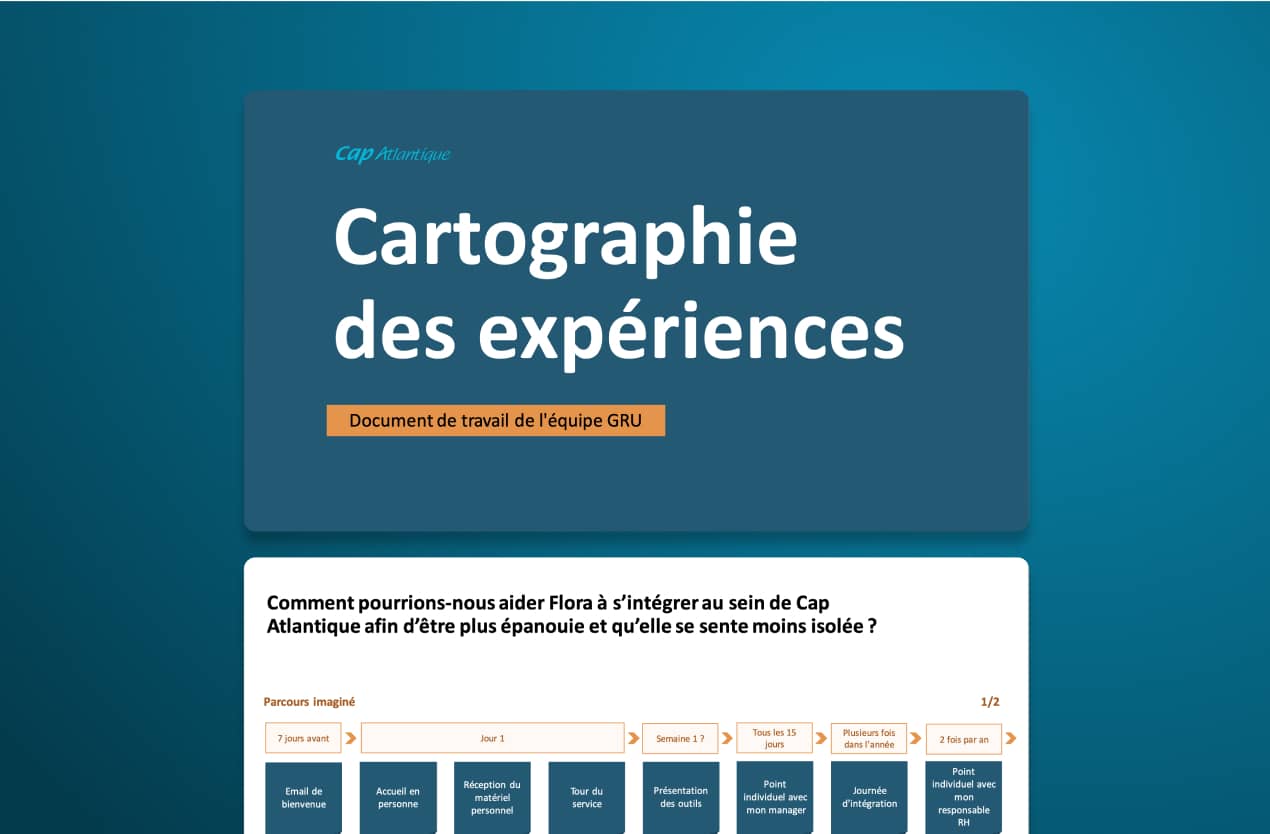 Cap Atlantique
Cartographie
des expériences
Document de travail de l'équipe GRU
Comment pourrions-nous aider Flora à s’intégrer au sein de Cap
Atlantique afin d’être plus épanouie et qu’elle se sente moins isolée ?
Parcours imaginé
1/2
7 jours avant
Jour 1
Semaine 1 ?
Tous les 15
jours
Plusieurs fois
dans l’année
2 fois par an
Email de
bienvenue
Accueil en
personne
Réception du
matériel
personnel
Tour du
service
Présentation
des outils
Point
individuel avec
mon manager
Journée
d’intégration
Point
individuel avec
mon
responsable
RH